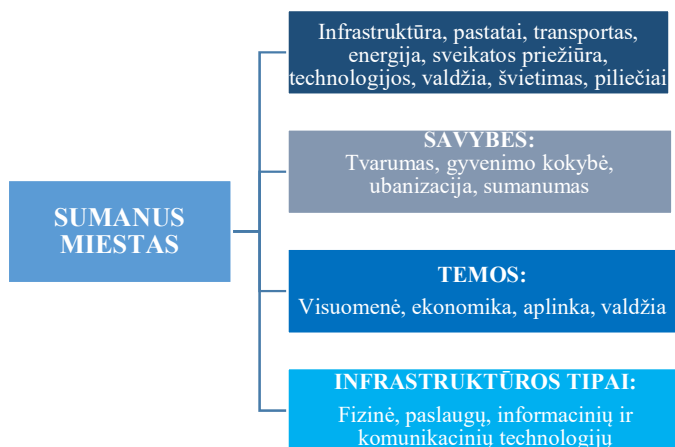 SUMANUS
MIESTAS
Infrastruktūra, pastatai, transportas,
energija, sveikatos priežiūra,
technologijos, valdžia, švietimas, piliečiai
SAVYBĖS:
Tvarumas, gyvenimo kokybė,
ubanizacija, sumanumas
TEMOS:
Visuomenė, ekonomika, aplinka, valdžia
INFRASTRUKTŪROS TIPAI:
Fizinė, paslaugų, informacinių ir
komunikacinių technologijų